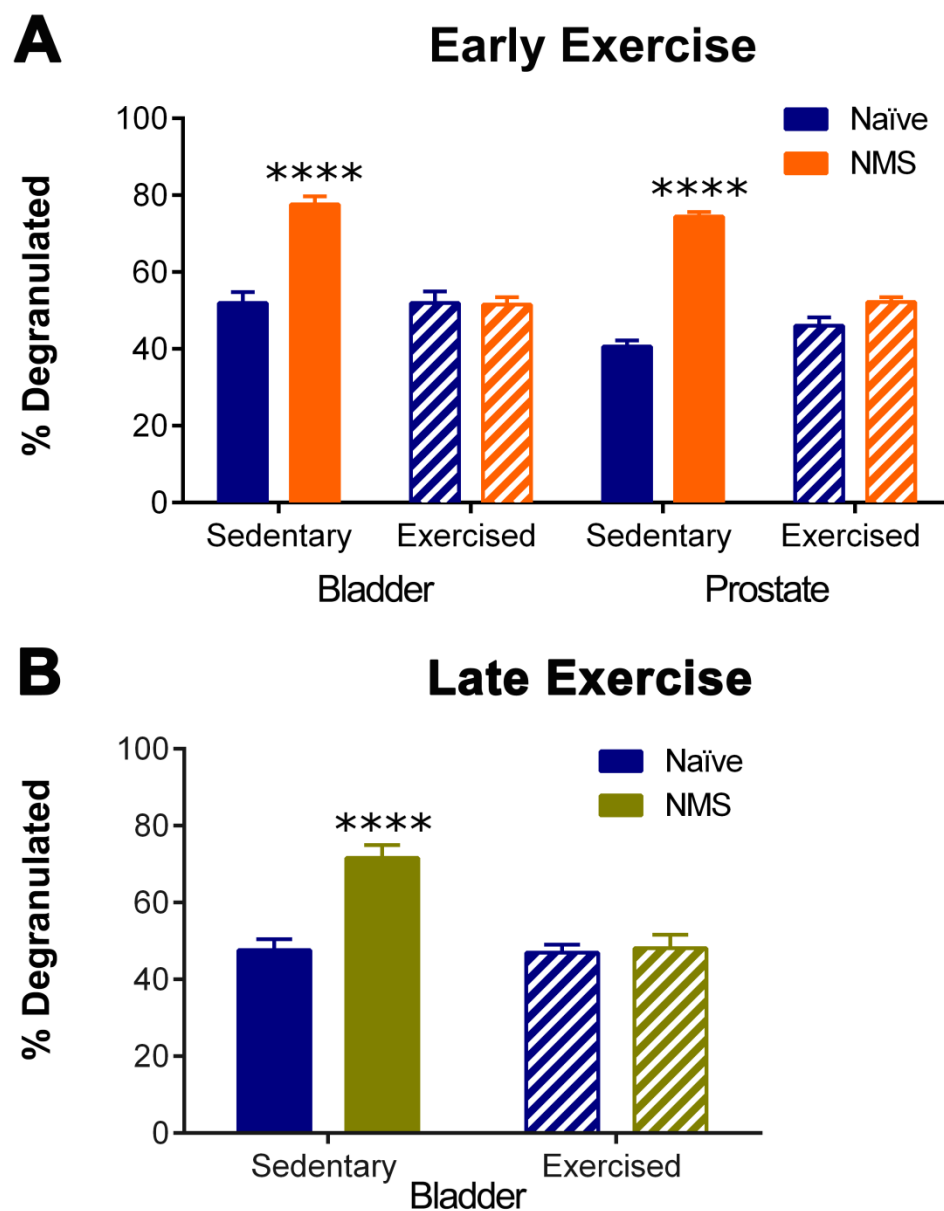 A
Early Exercise
Naïve
NMS
% Degranulated
100
80
60
40
20
0
****
****
Sedentary Exercised Sedentary Exercised
Bladder Prostate
B
Late Exercise
Naïve
NMS
% Degranulated
100
80
60
40
20
0
****
Sedentary Exercised
Bladder